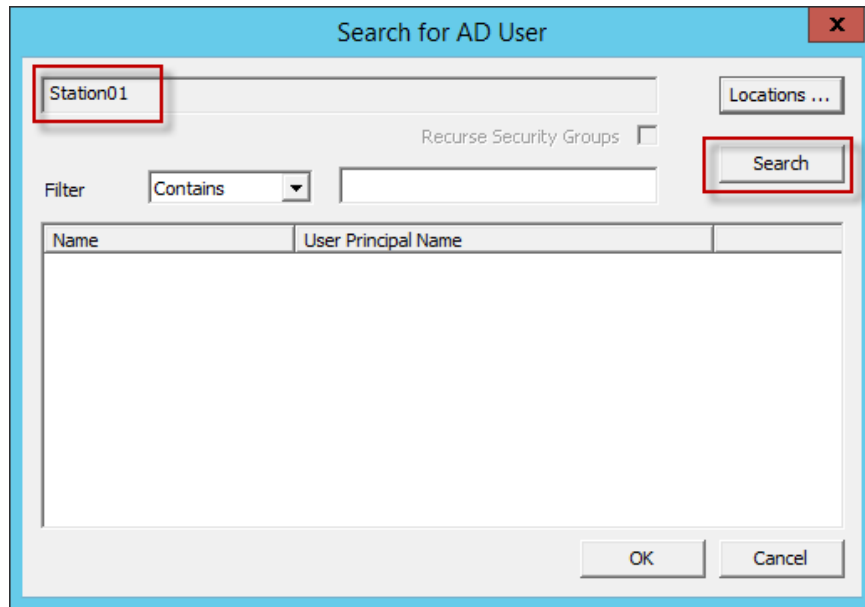 Search for AD User
x
Station01
Locations ...
Recurse Security Groups
Search
Filter Contains
Name User Principal Name
OK Cancel